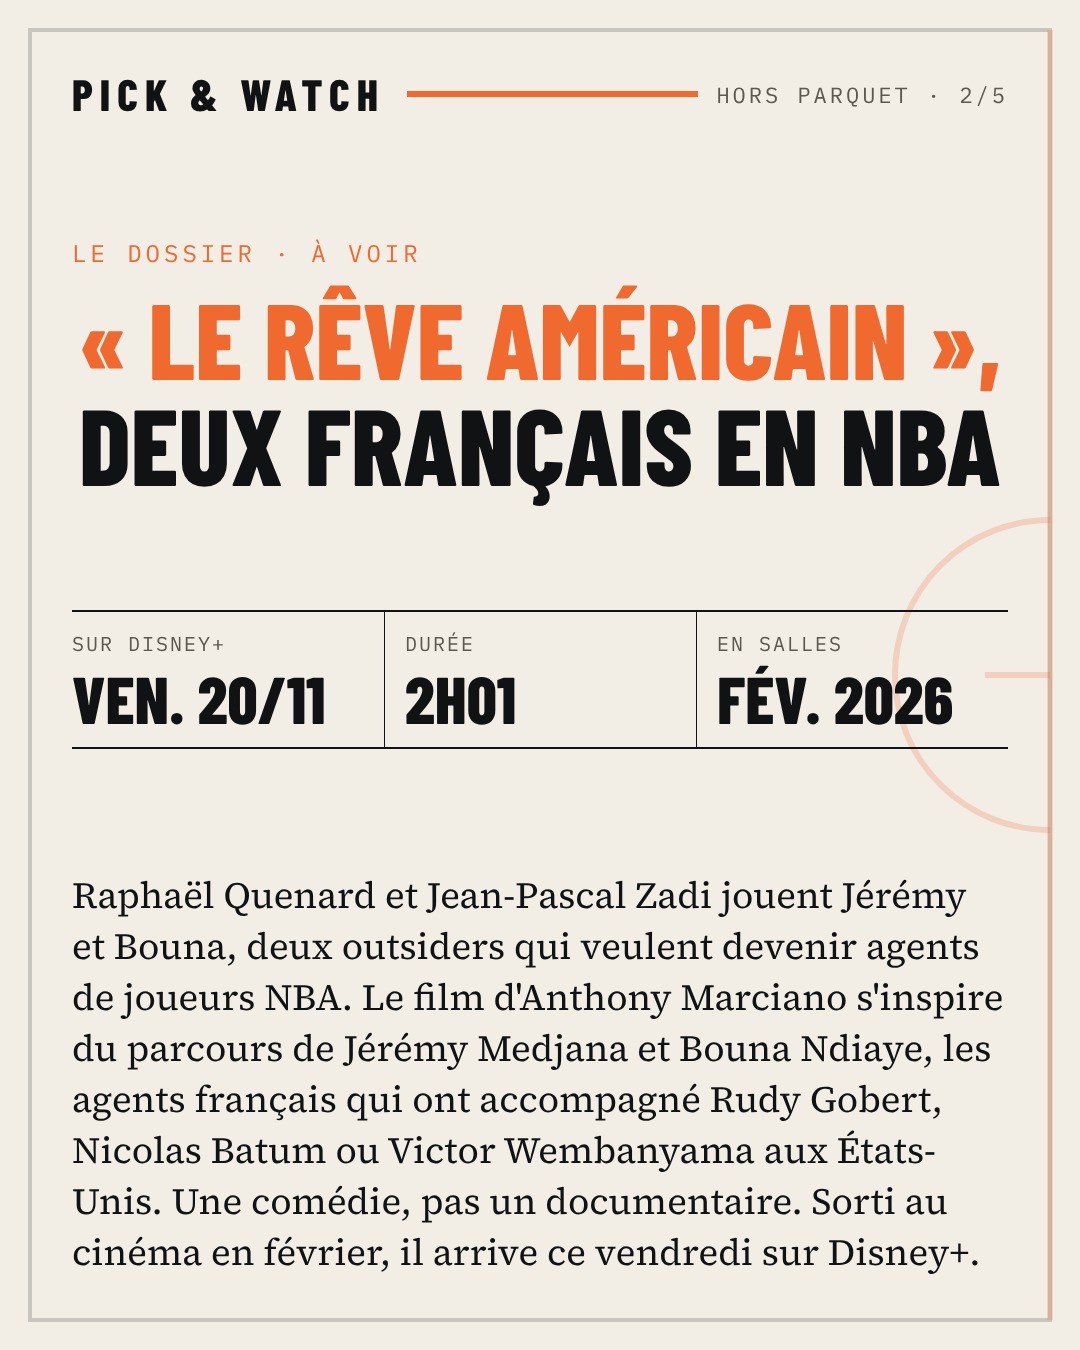 PICK & WATCH
HORS PARQUET · 2/5
LE DOSSIER · À VOIR
« LE RÊVE AMÉRICAIN »,
DEUX FRANÇAIS EN NBA
SUR DISNEY+
VEN. 20/11
DURÉE
2H01
EN SALLES
FÉV. 2026
Raphaël Quenard et Jean-Pascal Zadi jouent Jérémy
et Bouna, deux outsiders qui veulent devenir agents
de joueurs NBA. Le film d'Anthony Marciano s'inspire
du parcours de Jérémy Medjana et Bouna Ndiaye, les
agents français qui ont accompagné Rudy Gobert,
Nicolas Batum ou Victor Wembanyama aux États-
Unis. Une comédie, pas un documentaire. Sorti au
cinéma en février, il arrive ce vendredi sur Disney+.